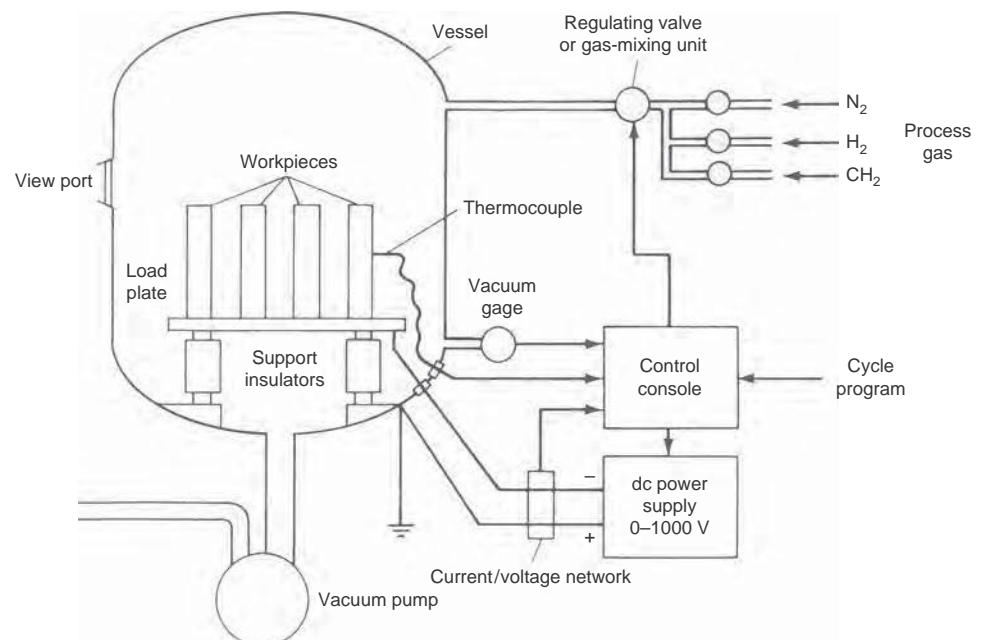 Vessel
Regulating valve
or gas-mixing unit
N₂
H₂
CH₂
Process
gas
View port
Workpieces
Thermocouple
Load
plate
Vacuum
gage
Support
insulators
Control
console
Cycle
program
–
dc power
supply
0–1000 V
+
Current/voltage network
Vacuum pump